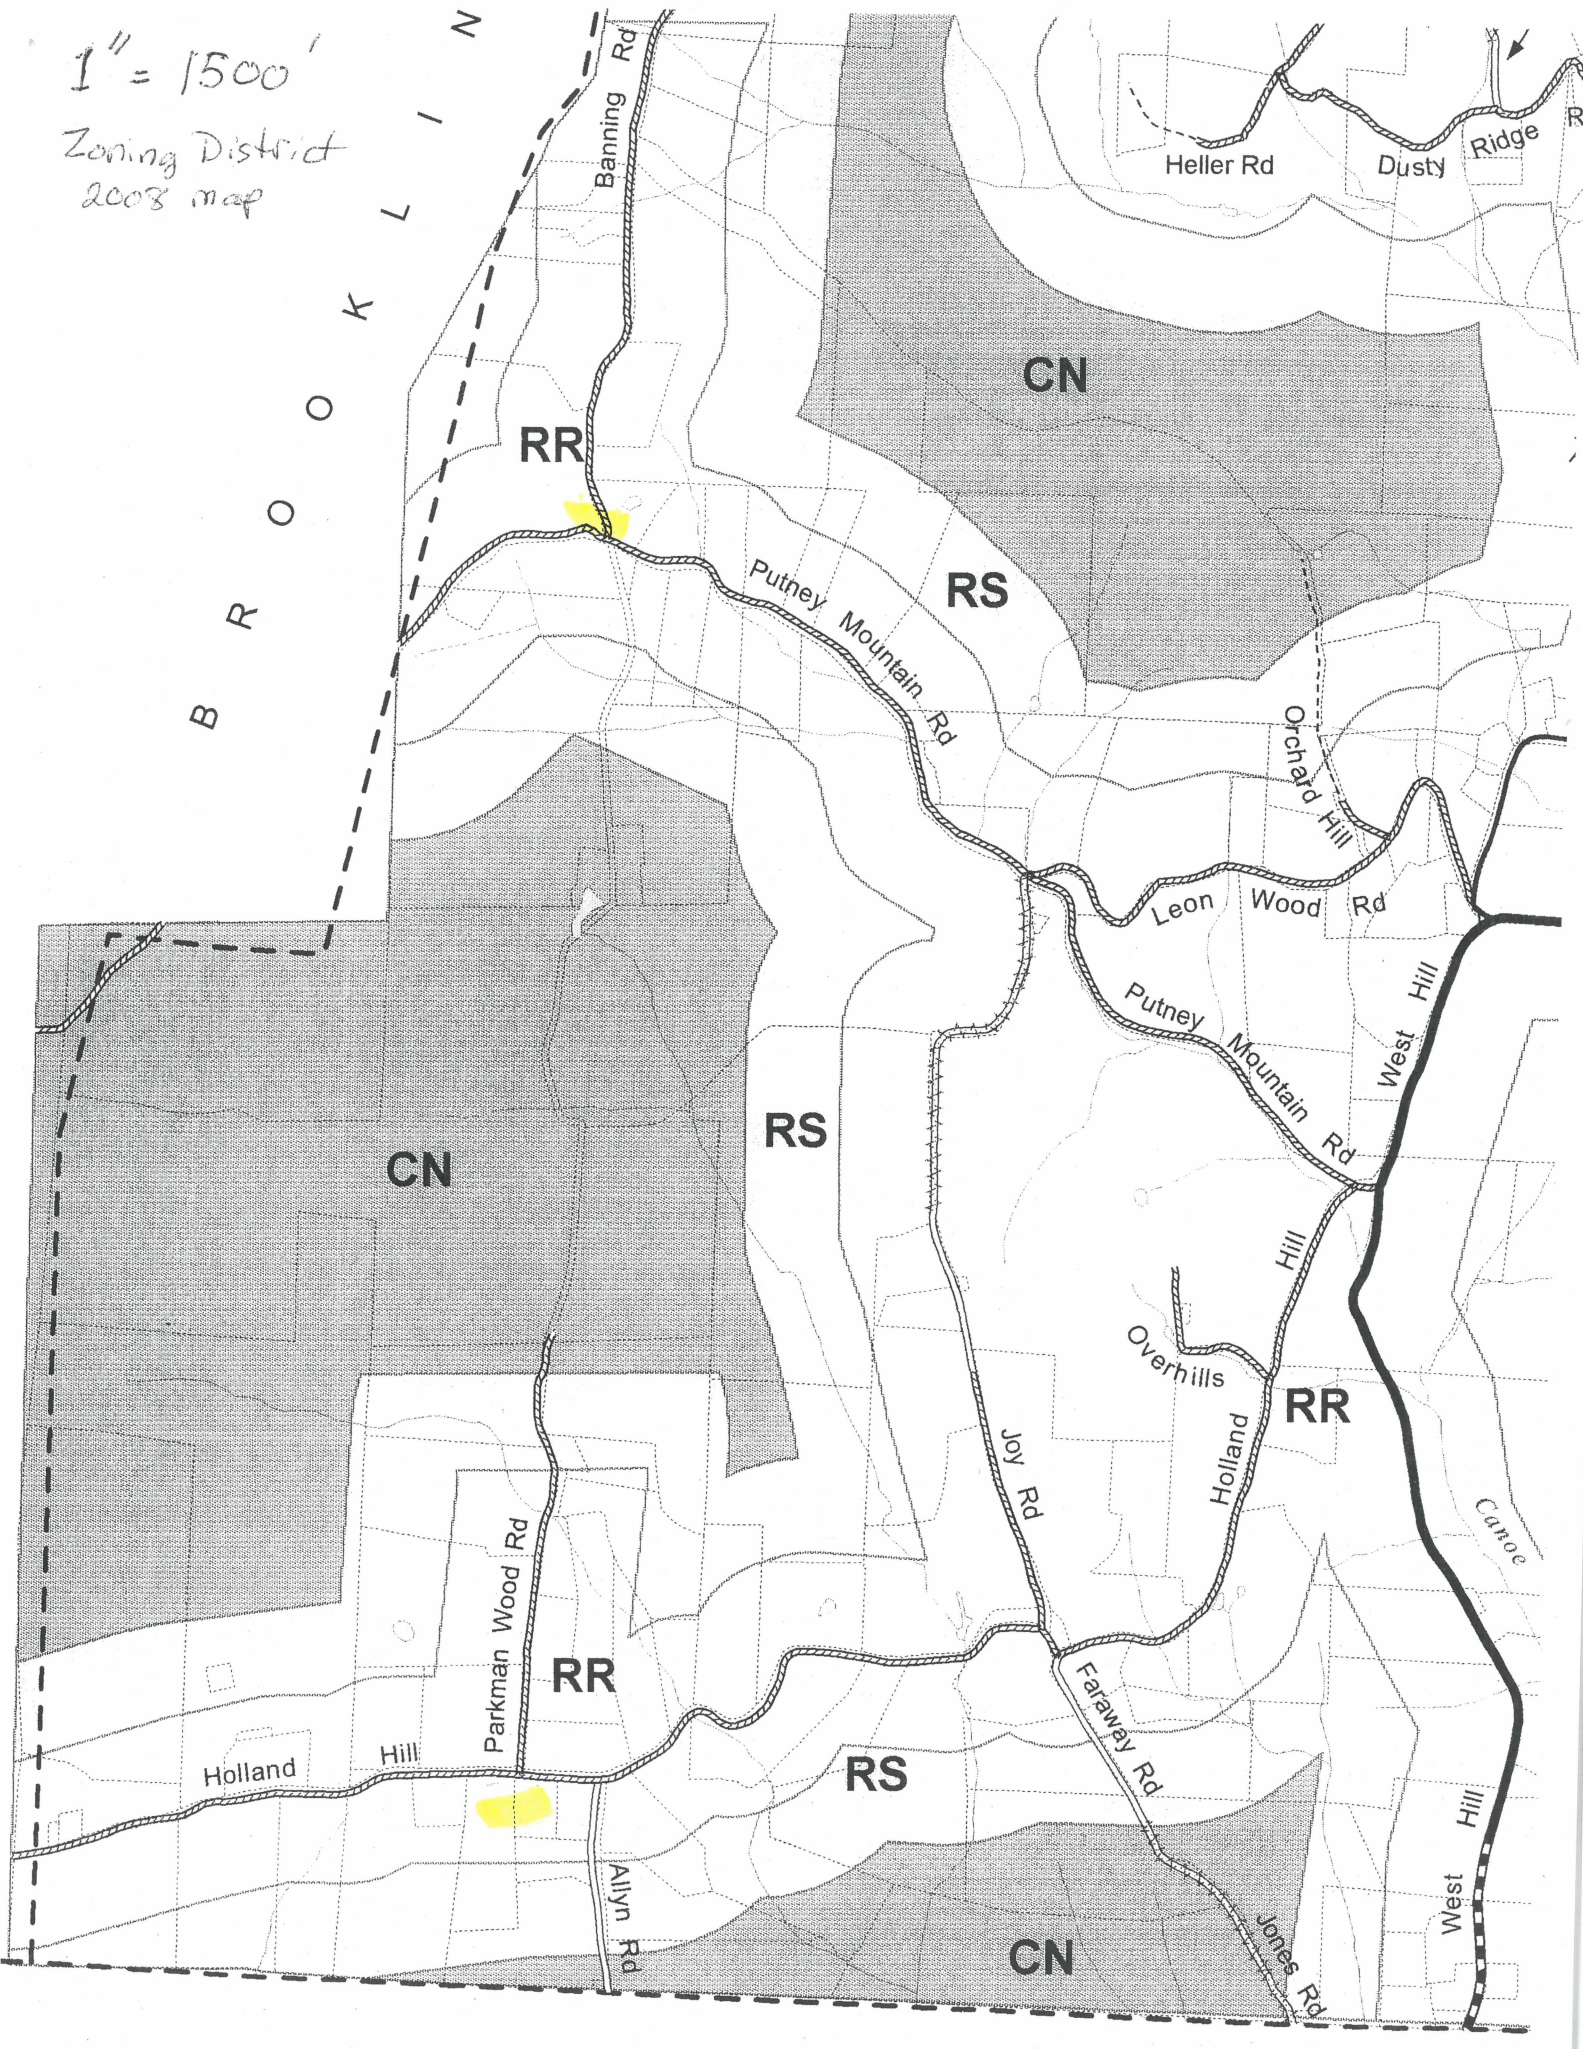 1" = 1500'
Zoning District
2008 map
BROOKLIN
Banning Rd
Heller Rd
Dusty Ridge R
CN
RR
RS
Putney Mountain Rd
Orchard Hill
Leon Wood Rd
West Hill
Putney Mountain Rd
RS
CN
Hill
Overhills
RR
Holland
Joy Rd
Canoe
Parkman Wood Rd
RR
Faraway Rd
Holland Hill
RS
West Hill
Allyn Rd
CN
Jones Rd